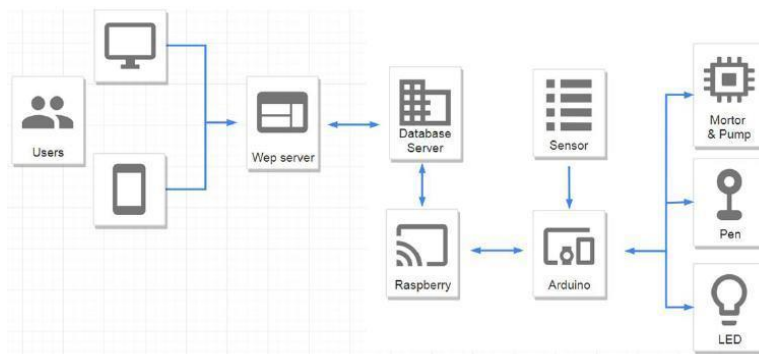 Users
Wep server
Database
Server
Sensor
Mortor
& Pump
Raspberry
Arduino
Pen
LED